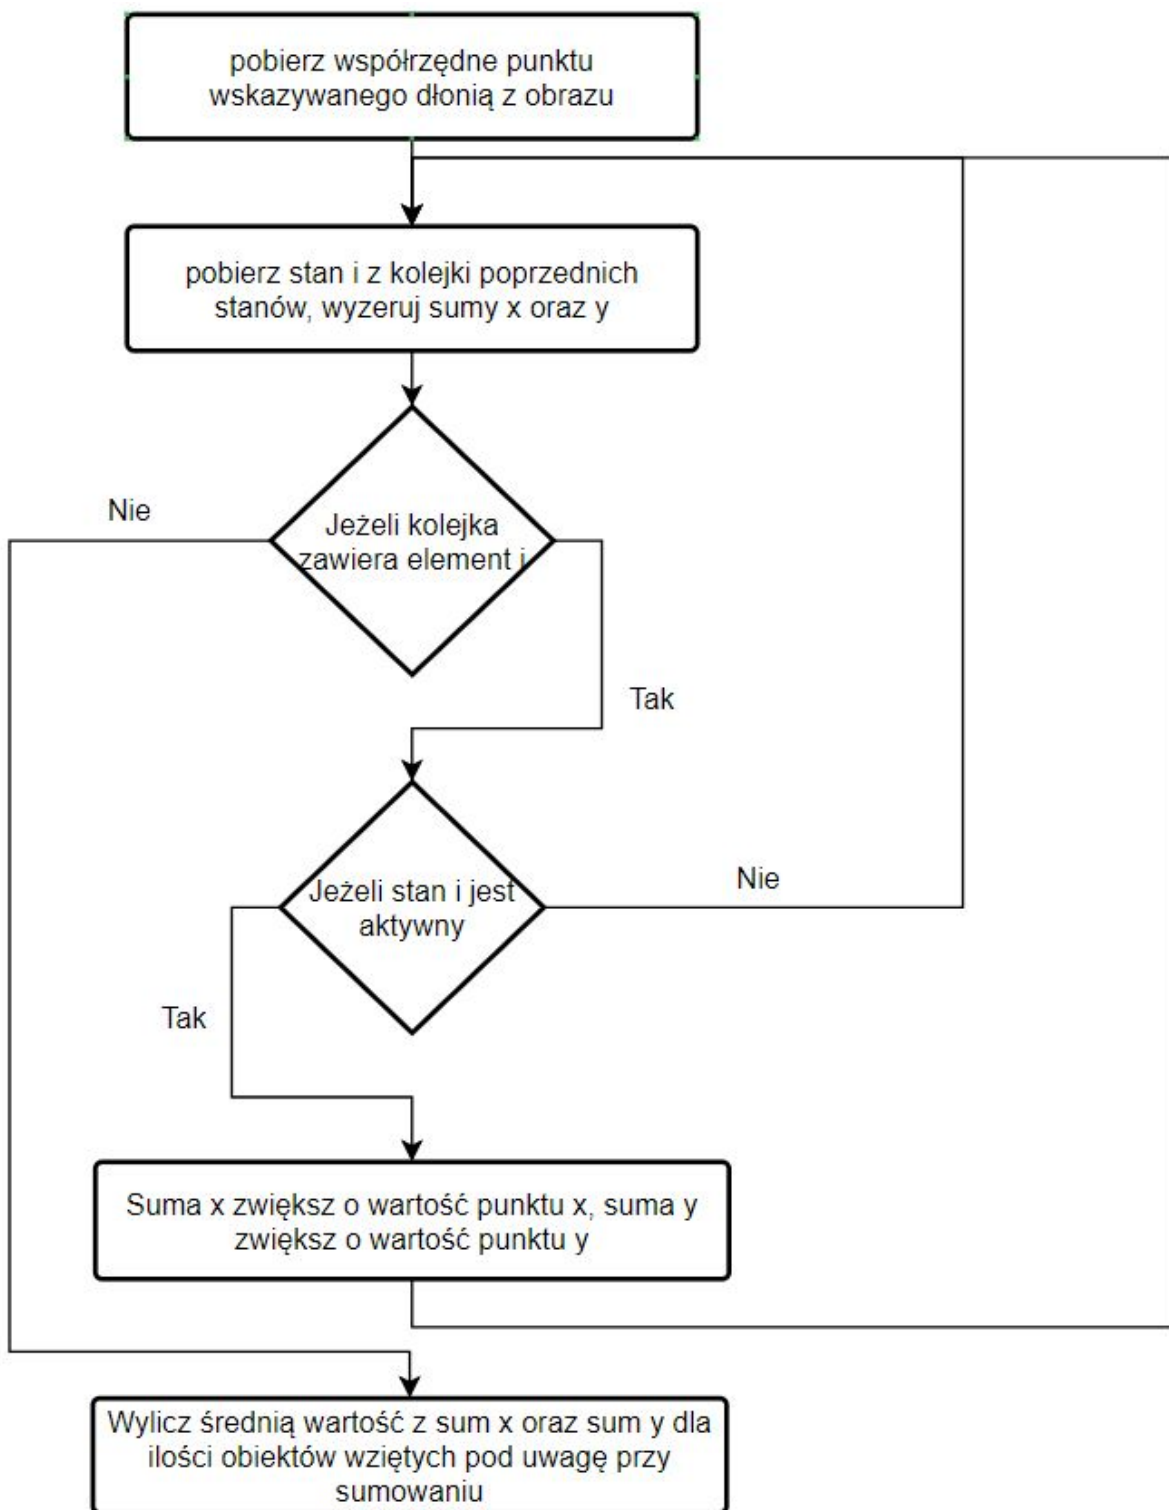 pobierz współrzędne punktu
wskazywanego dłonią z obrazu
pobierz stan i z kolejki poprzednich
stanów, wyzeruj sumy x oraz y
Nie
Jeżeli kolejka
zawiera element i
Tak
Jeżeli stan i jest
aktywny
Nie
Tak
Suma x zwiększ o wartość punktu x, suma y
zwiększ o wartość punktu y
Wylicz średnią wartość z sum x oraz sum y dla
ilości obiektów wziętych pod uwagę przy
sumowaniu